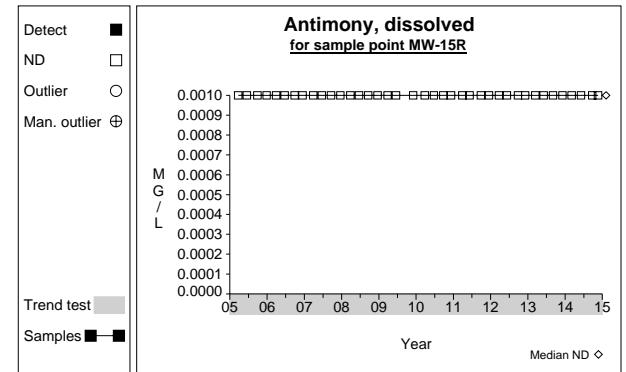 Detect
ND
Outlier
Man. outlier
Trend test
Samples
Antimony, dissolved
for sample point MW-15R
0.0010
0.0009
0.0008
0.0007
0.0006
0.0005
0.0004
0.0003
0.0002
0.0001
0.0000
M
G
/
L
05 06 07 08 09 10 11 12 13 14 15
Year
Median ND